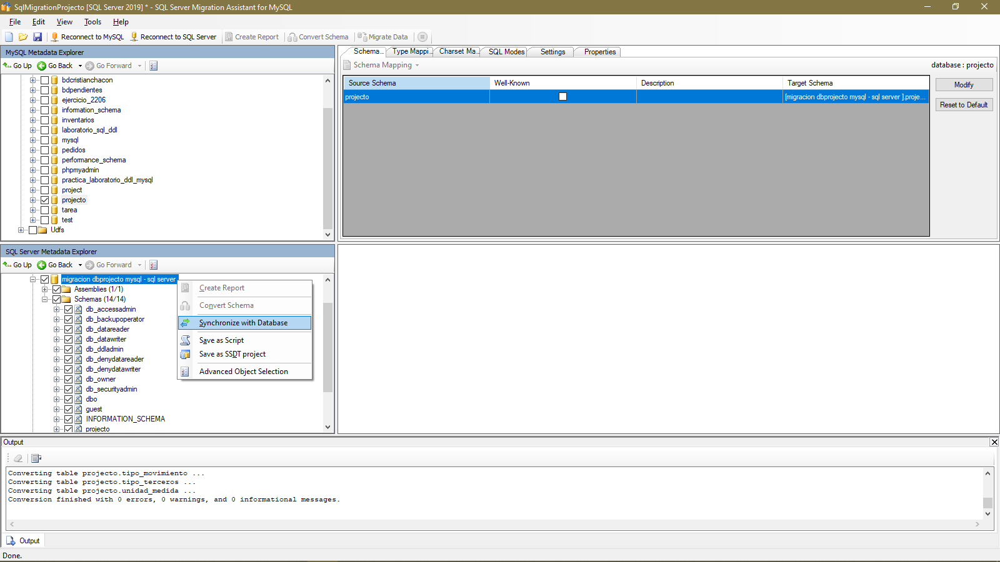 SqlMigrationProjecto [SQL Server 2019] * - SQL Server Migration Assistant for MySQL
File Edit View Tools Help
Reconnect to MySQL Reconnect to SQL Server Create Report Convert Schema Migrate Data
MySQL Metadata Explorer
Go Up Go Back Go Forward
bdcristianchacon
bdpendientes
ejercicio_2206
information_schema
inventarios
laboratorio_sql_ddl
mysql
pedidos
performance_schema
phpmyadmin
practica_laboratorio_ddl_mysql
project
projecto
tarea
test
Udfs
Schema... Type Mappi... Charset Ma... SQL Modes Settings Properties
Schema Mapping
database : projecto
Source Schema Well-Known Description Target Schema
projecto [migracion dbprojecto mysql - sql server ].proje...
Modify
Reset to Default
SQL Server Metadata Explorer
Go Up Go Back Go Forward
migracion dbprojecto mysql - sql server
Assemblies (1/1)
Schemas (14/14)
db_accessadmin
db_backupoperator
db_datareader
db_datawriter
db_ddladmin
db_denydatareader
db_denydatawriter
db_owner
db_securityadmin
dbo
guest
INFORMATION_SCHEMA
projecto
Create Report
Convert Schema
Synchronize with Database
Save as Script
Save as SSDT project
Advanced Object Selection
Output
Converting table projecto.tipo_movimiento ...
Converting table projecto.tipo_terceros ...
Converting table projecto.unidad_medida ...
Conversion finished with 0 errors, 0 warnings, and 0 informational messages.
Output
Done.